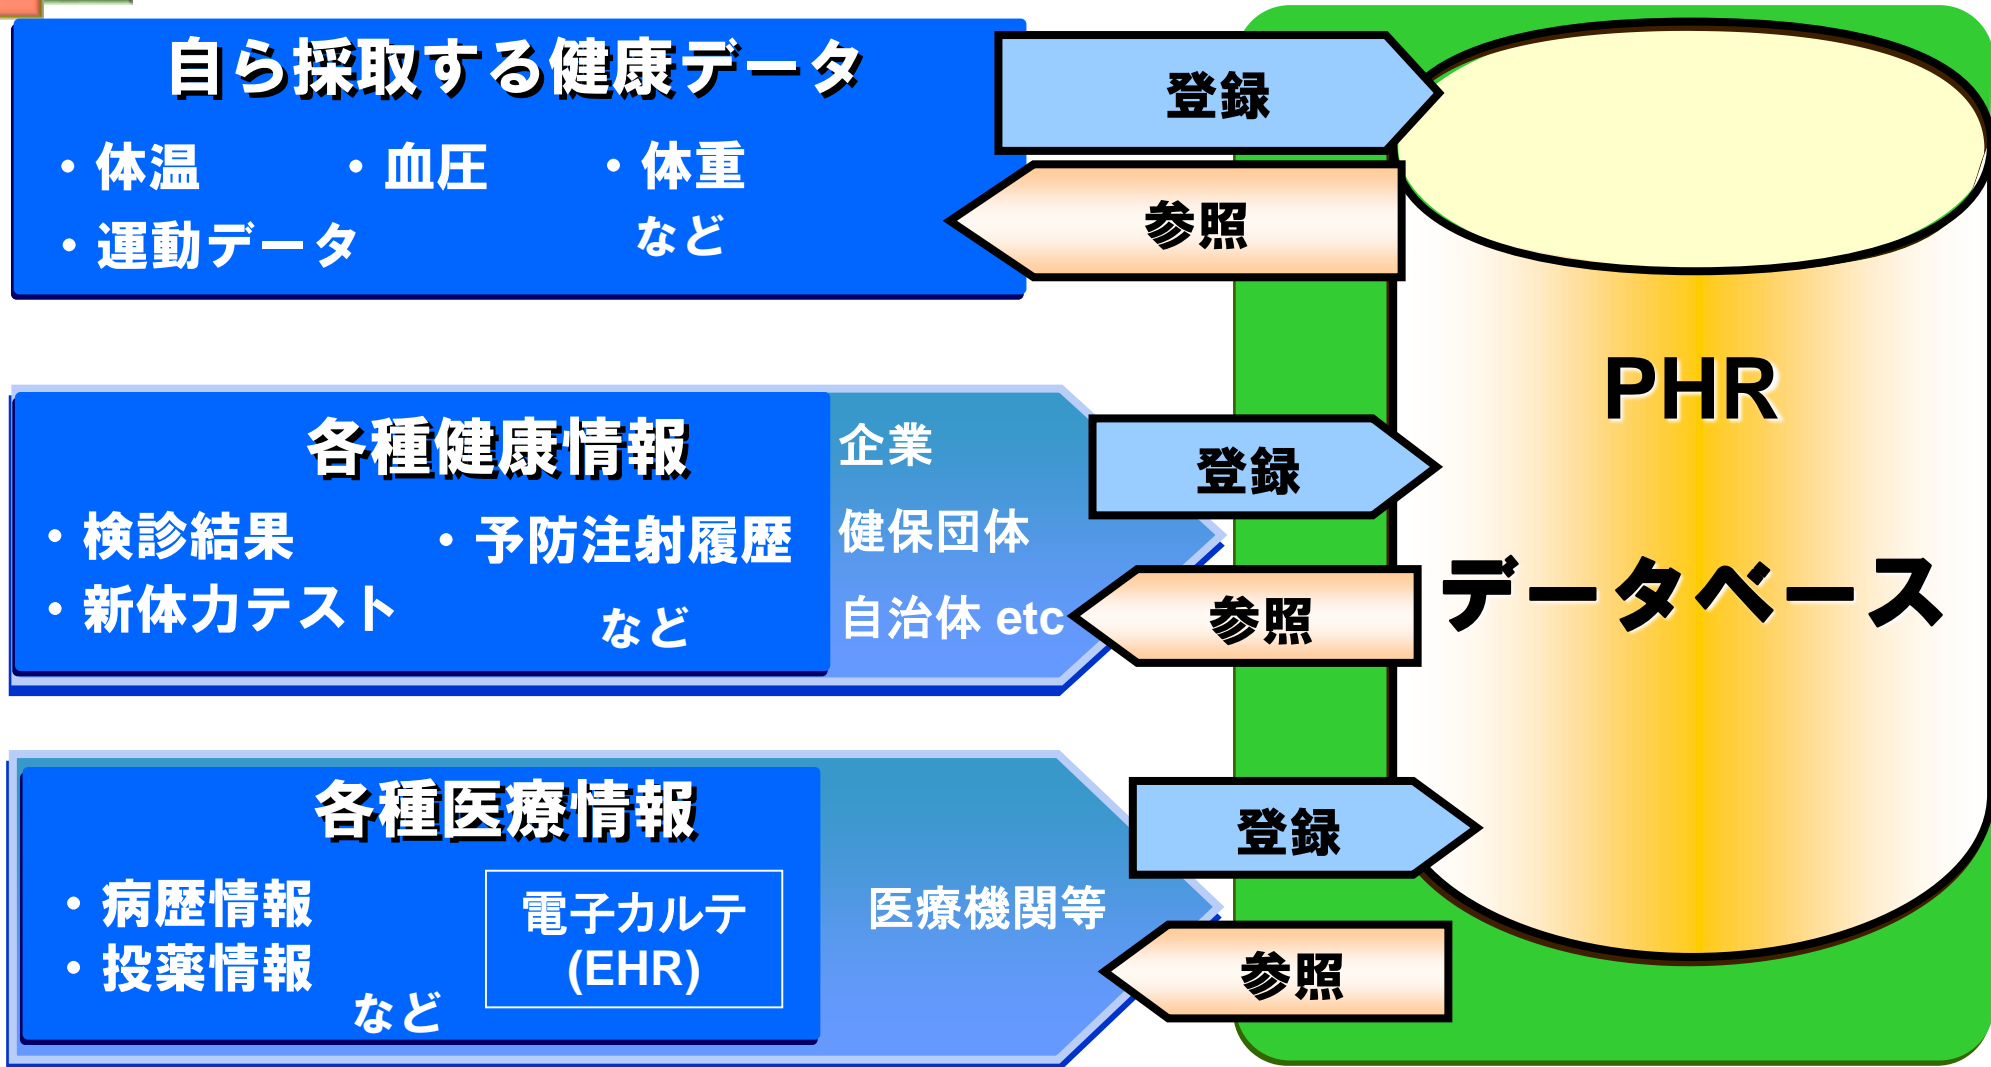 自ら採取する健康データ
・体温 ・血圧 ・体重
・運動データ など
登録
参照
各種健康情報
・検診結果 ・予防注射履歴
・新体力テスト など
企業
健保団体
自治体 etc
登録
参照
各種医療情報
・病歴情報
・投薬情報
など
電子カルテ
(EHR)
医療機関等
登録
参照
PHR
データベース